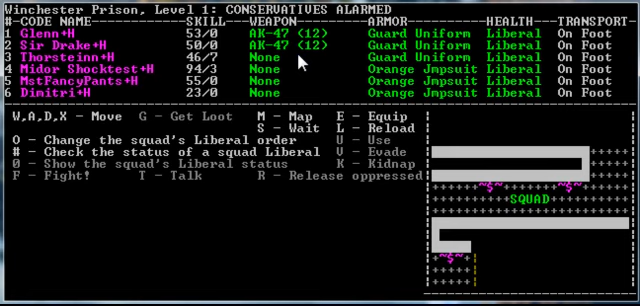 Winchester Prison, Level 1: CONSERVATIVES ALARMED
#-CODE NAME------------SKILL---WEAPON---------ARMOR---------HEALTH---TRANSPORT-
1 Glenn+H 53/0 AK-47 (12) Guard Uniform Liberal On Foot
2 Sir Drake+H 50/0 AK-47 (12) Guard Uniform Liberal On Foot
3 Thorsteinn+H 46/7 None Guard Uniform Liberal On Foot
4 Midor Shocktest+H 94/3 None Orange Jmpsuit Liberal On Foot
5 MstFancyPants+H 55/0 None Orange Jmpsuit Liberal On Foot
6 Dimitri+H 23/0 None Orange Jmpsuit Liberal On Foot
W,A,D,X - Move G - Get Loot M - Map E - Equip
S - Wait L - Reload
O - Change the squad's Liberal order U - Use
# - Check the status of a squad Liberal V - Evade
0 - Show the squad's Liberal status K - Kidnap
F - Fight! T - Talk R - Release oppressed
~$~ ~$~
SQUAD
~$~